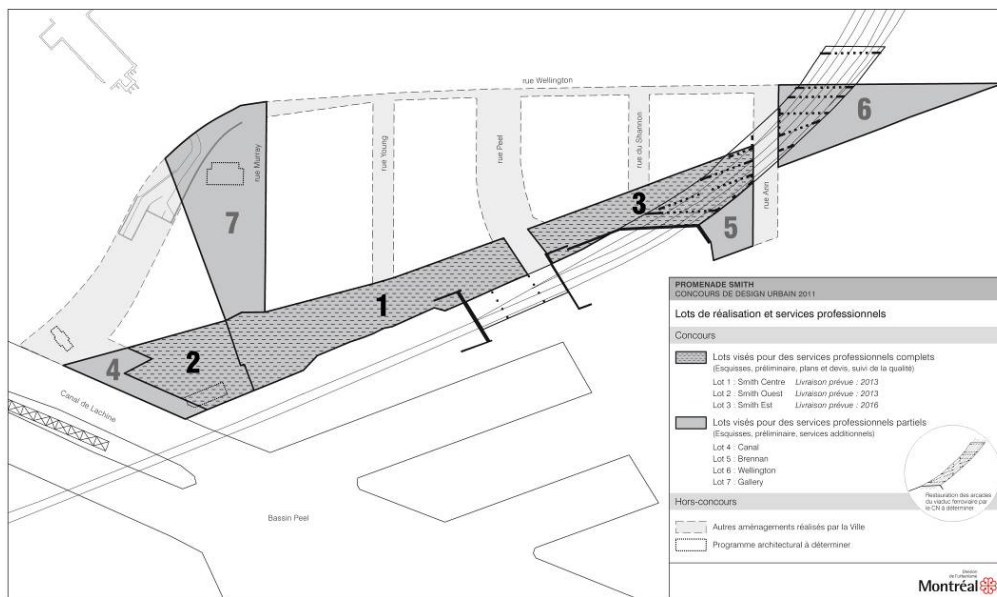 rue Wellington
rue Murray
rue Young
rue Peel
rue du Shannon
rue Ann
6
3
5
7
1
2
4
Canal de Lachine
Bassin Peel
PROMENADE SMITH
CONCOURS DE DESIGN URBAIN 2011
Lots de réalisation et services professionnels
Concours
Lots visés pour des services professionnels complets
(Esquisses, préliminaire, plans et devis, suivi de la qualité)
Lot 1 : Smith Centre Livraison prévue : 2013
Lot 2 : Smith Ouest Livraison prévue : 2013
Lot 3 : Smith Est Livraison prévue : 2016
Lots visés pour des services professionnels partiels
(Esquisses, préliminaire, services additionnels)
Lot 4 : Canal
Lot 5 : Brennan
Lot 6 : Wellington
Lot 7 : Gallery
Restauration des arcades
du viaduc ferroviaire par
le CN à déterminer
Hors-concours
Autres aménagements réalisés par la Ville
Programme architectural à déterminer
Division
de l'urbanisme
Montréal